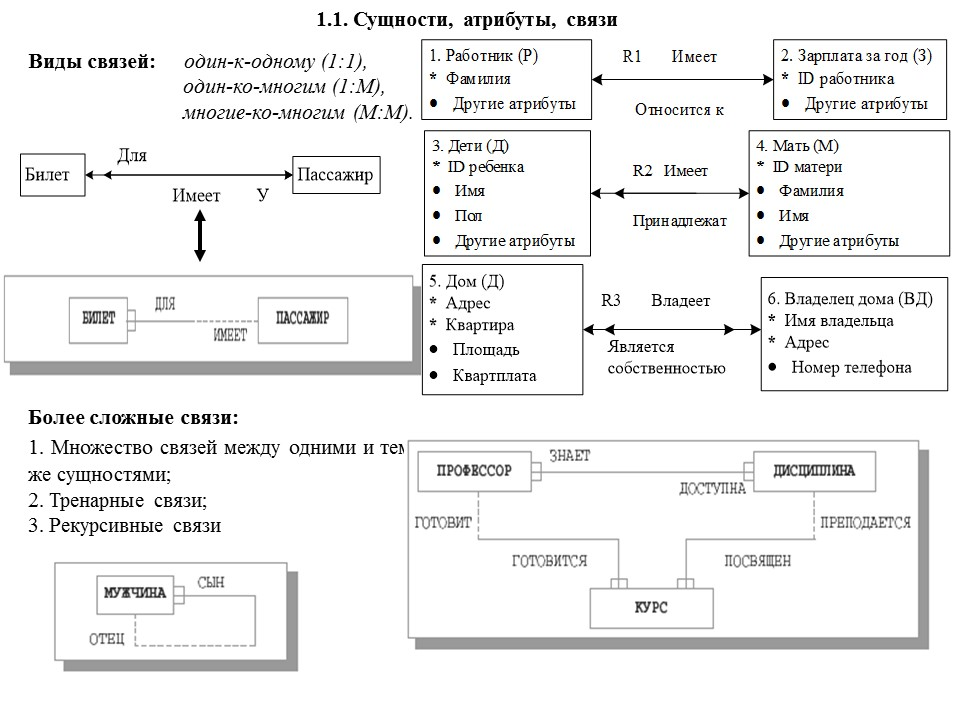 1.1. Сущности, атрибуты, связи
Виды связей: один-к-одному (1:1),
один-ко-многим (1:М),
многие-ко-многим (М:М).
Билет
Для
Имеет У
Пассажир
БИЛЕТ
ДЛЯ
ИМЕЕТ
ПАССАЖИР
1. Работник (Р)
* Фамилия
● Другие атрибуты
R1 Имеет
Относится к
2. Зарплата за год (З)
* ID работника
● Другие атрибуты
3. Дети (Д)
* ID ребенка
● Имя
● Пол
● Другие атрибуты
R2 Имеет
Принадлежат
4. Мать (М)
* ID матери
● Фамилия
● Имя
● Другие атрибуты
5. Дом (Д)
* Адрес
* Квартира
● Площадь
● Квартплата
R3 Владеет
Является
собственностью
6. Владелец дома (ВД)
* Имя владельца
* Адрес
● Номер телефона
Более сложные связи:
1. Множество связей между одними и тем
же сущностями;
2. Тренарные связи;
3. Рекурсивные связи
МУЖЧИНА
СЫН
ОТЕЦ
ПРОФЕССОР
ЗНАЕТ
ДОСТУПНА
ДИСЦИПЛИНА
ГОТОВИТ
ПРЕПОДАЕТСЯ
ГОТОВИТСЯ
ПОСВЯЩЕН
КУРС